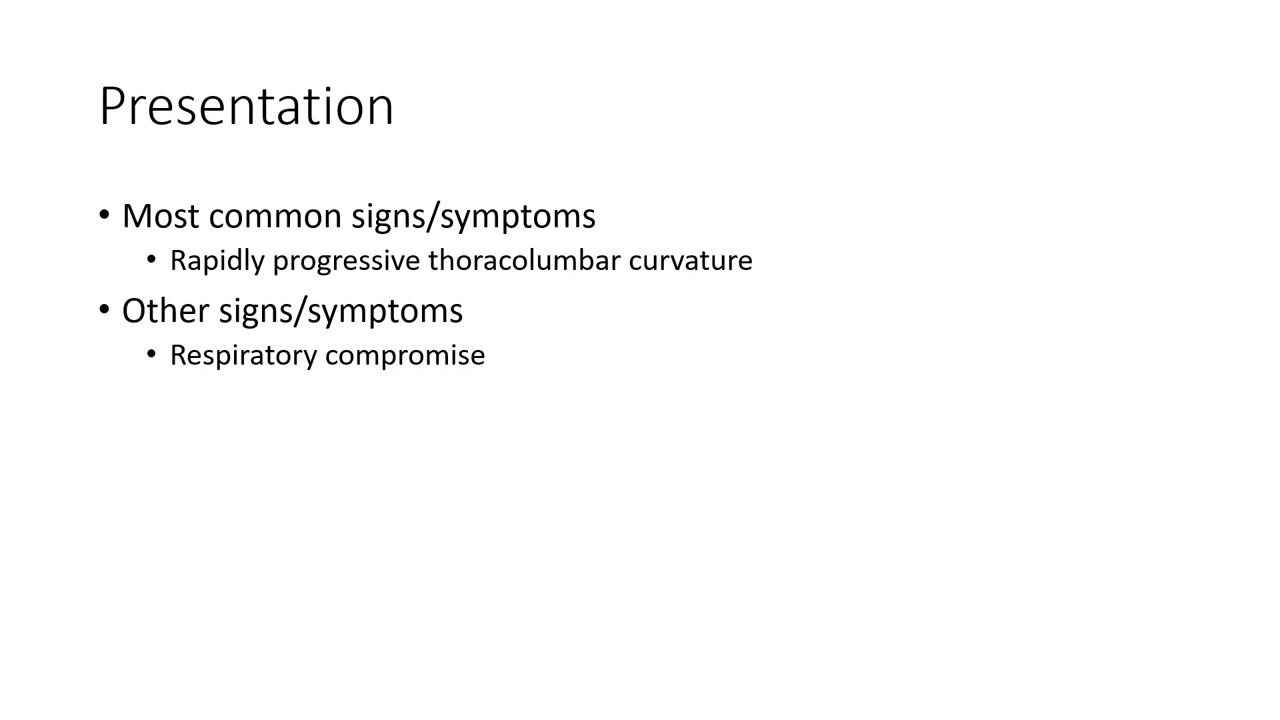 Presentation
• Most common signs/symptoms
• Rapidly progressive thoracolumbar curvature
• Other signs/symptoms
• Respiratory compromise